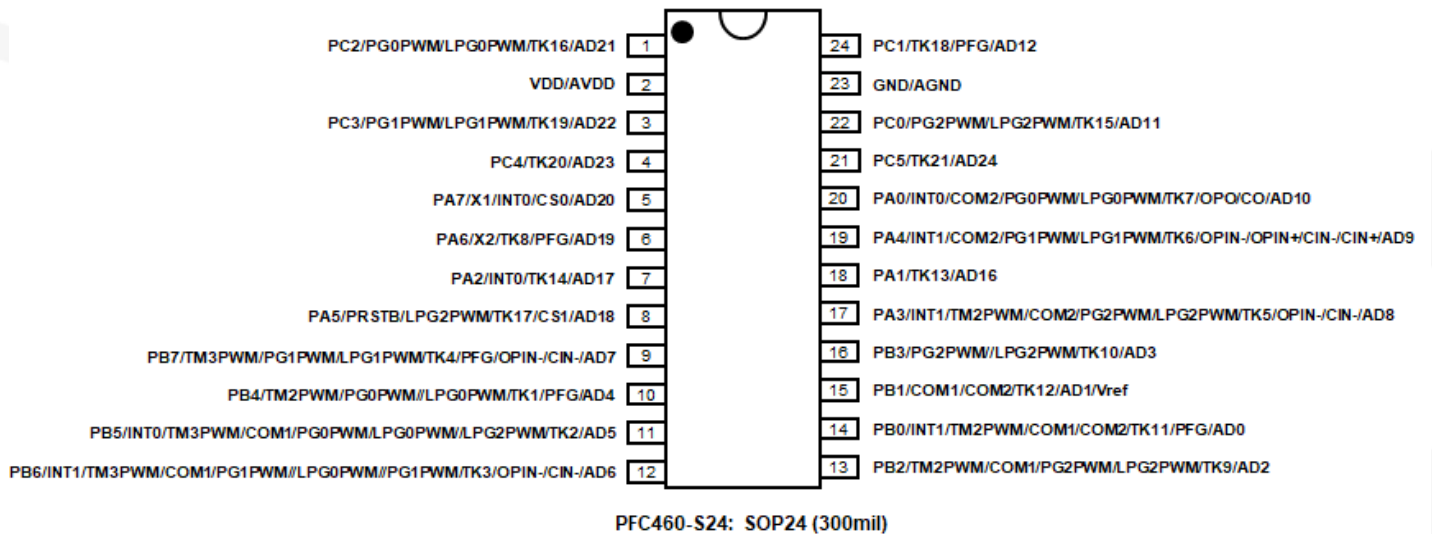 PC2/PG0PWM/LPG0PWM/TK16/AD21 1
24 PC1/TK18/PFG/AD12
VDD/AVDD 2
23 GND/AGND
PC3/PG1PWM/LPG1PWM/TK19/AD22 3
22 PC0/PG2PWM/LPG2PWM/TK15/AD11
PC4/TK20/AD23 4
21 PC5/TK21/AD24
PA7/X1/INT0/CS0/AD20 5
20 PA0/INT0/COM2/PG0PWM/LPG0PWM/TK7/OPO/CO/AD10
PA6/X2/TK8/PFG/AD19 6
19 PA4/INT1/COM2/PG1PWM/LPG1PWM/TK6/OPIN-/OPIN+/CIN-/CIN+/AD9
PA2/INT0/TK14/AD17 7
18 PA1/TK13/AD16
PA5/PRSTB/LPG2PWM/TK17/CS1/AD18 8
17 PA3/INT1/TM2PWM/COM2/PG2PWM/LPG2PWM/TK5/OPIN-/CIN-/AD8
PB7/TM3PWM/PG1PWM/LPG1PWM/TK4/PFG/OPIN-/CIN-/AD7 9
16 PB3/PG2PWM//LPG2PWM/TK10/AD3
PB4/TM2PWM/PG0PWM//LPG0PWM/TK1/PFG/AD4 10
15 PB1/COM1/COM2/TK12/AD1/Vref
PB5/INT0/TM3PWM/COM1/PG0PWM/LPG0PWM//LPG2PWM/TK2/AD5 11
14 PB0/INT1/TM2PWM/COM1/COM2/TK11/PFG/AD0
PB6/INT1/TM3PWM/COM1/PG1PWM//LPG0PWM//PG1PWM/TK3/OPIN-/CIN-/AD6 12
13 PB2/TM2PWM/COM1/PG2PWM/LPG2PWM/TK9/AD2
PFC460-S24: SOP24 (300mil)